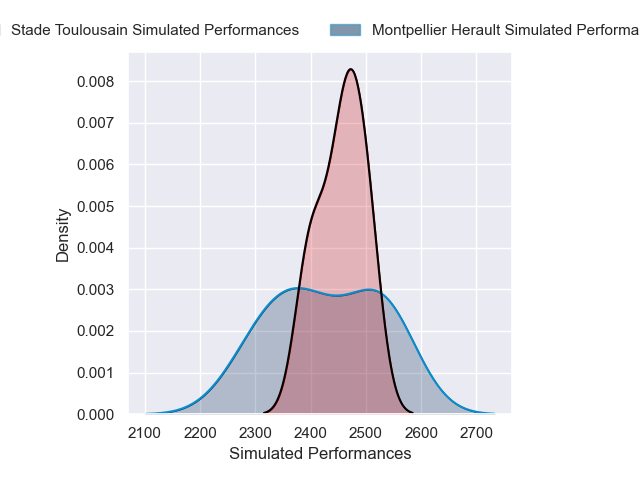 Stade Toulousain Simulated Performances
Montpellier Herault Simulated Performa
0.008
0.007
0.006
0.005
0.004
0.003
0.002
0.001
0.000
Density
2100 2200 2300 2400 2500 2600 2700
Simulated Performances